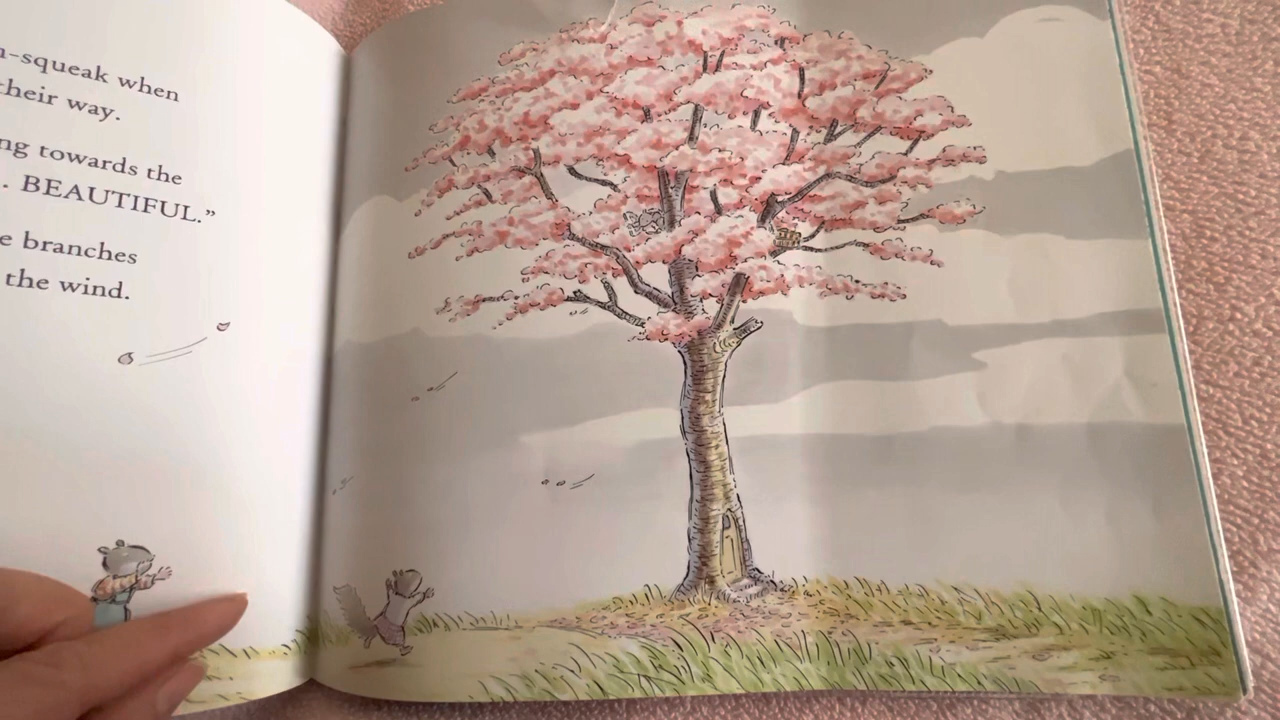 -squeak when
their way.
ng towards the
. BEAUTIFUL.”
e branches
the wind.